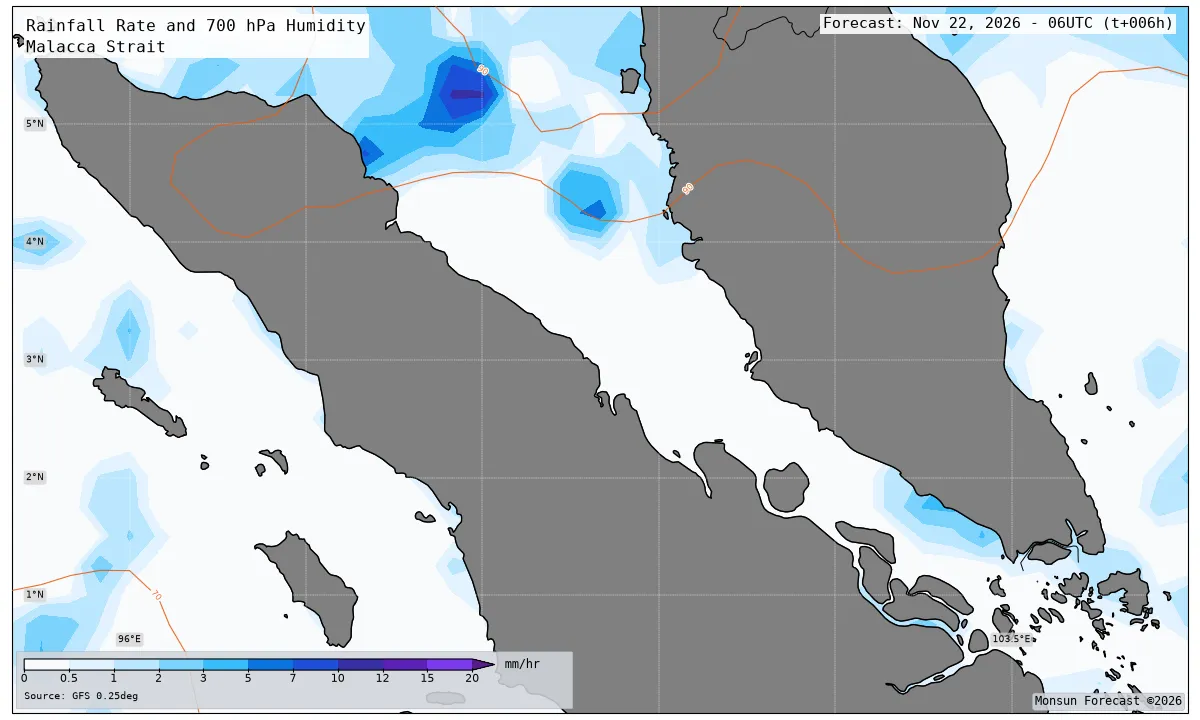 Rainfall Rate and 700 hPa Humidity
Malacca Strait
Forecast: Nov 22, 2026 - 06UTC (t+006h)
90
5°N
90
4°N
3°N
2°N
1°N
70
96°E
103.5°E
mm/hr
0 0.5 1 2 3 5 7 10 12 15 20
Source: GFS 0.25deg
Monsun Forecast ©2026